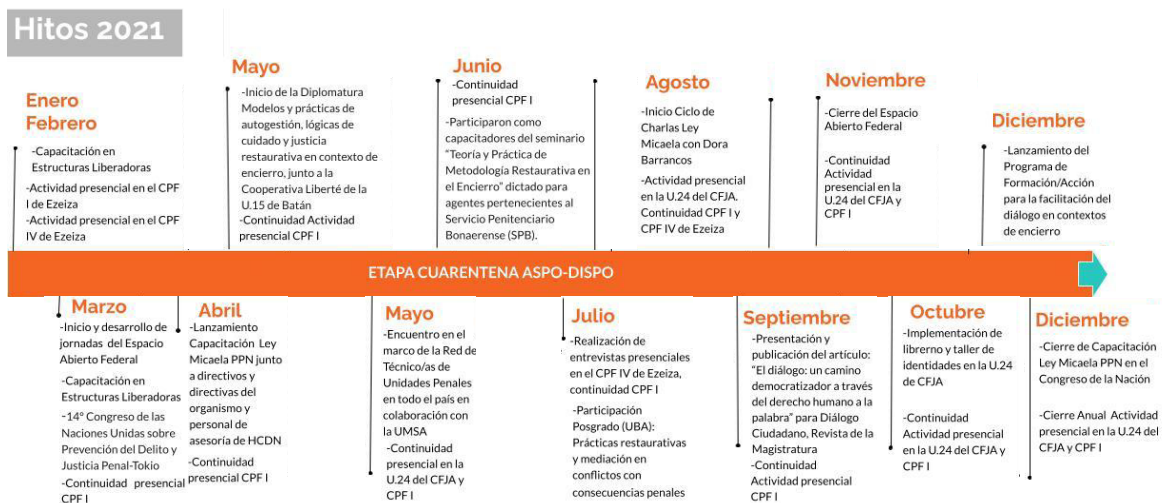 Hitos 2021
Enero
Febrero
-Capacitación en
Estructuras Liberadoras
-Actividad presencial en el CPF
I de Ezeiza
-Actividad presencial en el CPF
IV de Ezeiza
Mayo
-Inicio de la Diplomatura
Modelos y prácticas de
autogestión, lógicas de
cuidado y justicia
restaurativa en contexto de
encierro, junto a la
Cooperativa Liberté de la
U.15 de Batán
-Continuidad Actividad
presencial CPF I
Junio
-Continuidad
presencial CPF I
-Participaron como
capacitadores del seminario
"Teoría y Práctica de
Metodología Restaurativa en
el Encierro" dictado para
agentes pertenecientes al
Servicio Penitenciario
Bonaerense (SPB).
Agosto
-Inicio Ciclo de
Charlas Ley
Micaela con Dora
Barrancos
-Actividad presencial
en la U.24 del CFJA.
Continuidad CPF I y
CPF IV de Ezeiza
Noviembre
-Cierre del Espacio
Abierto Federal
-Continuidad
Actividad
presencial en la
U.24 del CFJA y
CPF I
Diciembre
-Lanzamiento del
Programa de
Formación/Acción
para la facilitación del
diálogo en contextos
de encierro
ETAPA CUARENTENA ASPO-DISPO
Marzo
-Inicio y desarrollo de
jornadas del Espacio
Abierto Federal
-Capacitación en
Estructuras Liberadoras
-14° Congreso de las
Naciones Unidas sobre
Prevención del Delito y
Justicia Penal-Tokio
-Continuidad presencial
CPF I
Abril
-Lanzamiento
Capacitación Ley
Micaela PPN junto
a directivos y
directivas del
organismo y
personal de
asesoría de HCDN
-Continuidad
presencial CPF I
Mayo
-Encuentro en el
marco de la Red de
Técnico/as de
Unidades Penales
en todo el país en
colaboración con
la UMSA
-Continuidad
presencial en la
U.24 del CFJA y
CPF I
Julio
-Realización de
entrevistas presenciales
en el CPF IV de Ezeiza,
continuidad CPF I
-Participación
Posgrado (UBA):
Prácticas restaurativas
y mediación en
conflictos con
consecuencias penales
Septiembre
-Presentación y
publicación del artículo:
"El diálogo: un camino
democratizador a través
del derecho humano a la
palabra" para Diálogo
Ciudadano, Revista de la
Magistratura
-Continuidad
Actividad presencial
CPF I
Octubre
-Implementación de
librerno y taller de
identidades en la U.24
de CFJA
-Continuidad
Actividad presencial
en la U.24 del CFJA y
CPF I
Diciembre
-Cierre de Capacitación
Ley Micaela PPN en el
Congreso de la Nación
-Cierre Anual Actividad
presencial en la U.24 del
CFJA y CPF I